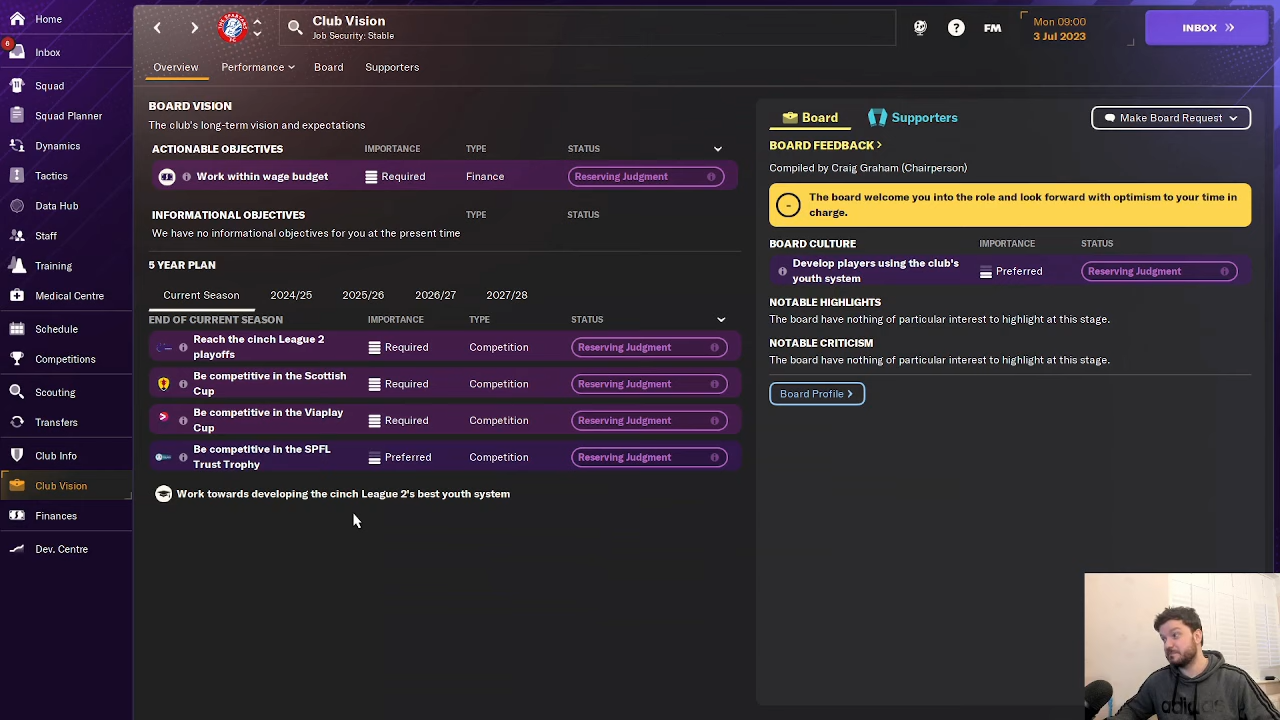 Home
6
Inbox
Squad
Squad Planner
Dynamics
Tactics
Data Hub
Staff
Training
Medical Centre
Schedule
Competitions
Scouting
Transfers
Club Info
Club Vision
Finances
Dev. Centre
Club Vision
Job Security: Stable
FM
Mon 09:00
3 Jul 2023
INBOX
Overview
Performance
Board
Supporters
BOARD VISION
The club's long-term vision and expectations
ACTIONABLE OBJECTIVES IMPORTANCE TYPE STATUS
Work within wage budget Required Finance Reserving Judgment
INFORMATIONAL OBJECTIVES TYPE STATUS
We have no informational objectives for you at the present time
5 YEAR PLAN
Current Season 2024/25 2025/26 2026/27 2027/28
END OF CURRENT SEASON IMPORTANCE TYPE STATUS
Reach the cinch League 2
playoffs
Required Competition Reserving Judgment
Be competitive in the Scottish
Cup
Required Competition Reserving Judgment
Be competitive in the Viaplay
Cup
Required Competition Reserving Judgment
Be competitive in the SPFL
Trust Trophy
Preferred Competition Reserving Judgment
Work towards developing the cinch League 2's best youth system
Board Supporters
Make Board Request
BOARD FEEDBACK >
Compiled by Craig Graham (Chairperson)
The board welcome you into the role and look forward with optimism to your time in
charge.
BOARD CULTURE IMPORTANCE STATUS
Develop players using the club's
youth system
Preferred Reserving Judgment
NOTABLE HIGHLIGHTS
The board have nothing of particular interest to highlight at this stage.
NOTABLE CRITICISM
The board have nothing of particular interest to highlight at this stage.
Board Profile >